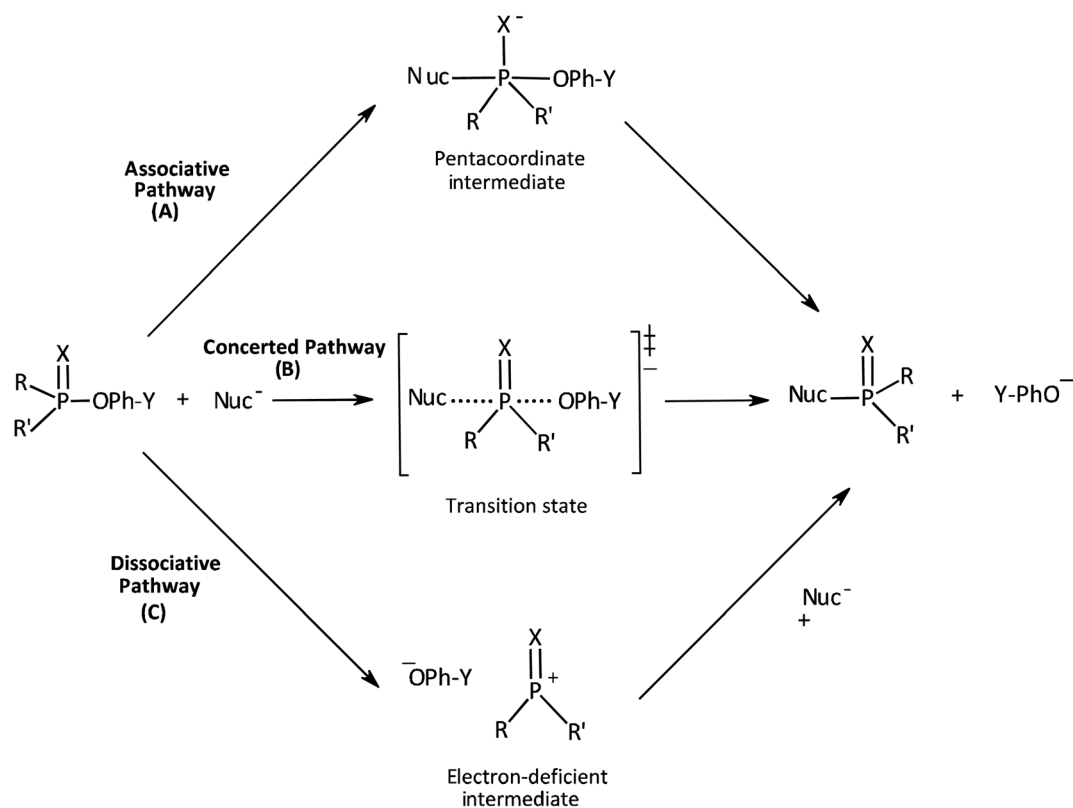 X⁻
Nuc—P—OPh-Y
R R'
Pentacoordinate
intermediate
Associative
Pathway
(A)
X
R
P—OPh-Y + Nuc⁻
R'
Concerted Pathway
(B)
X ‡
−
Nuc······P······OPh-Y
R R'
Transition state
X
R
Nuc—P + Y-PhO⁻
R'
Dissociative
Pathway
(C)
Nuc⁻
+
⁻OPh-Y
X
P⁺
R R'
Electron-deficient
intermediate